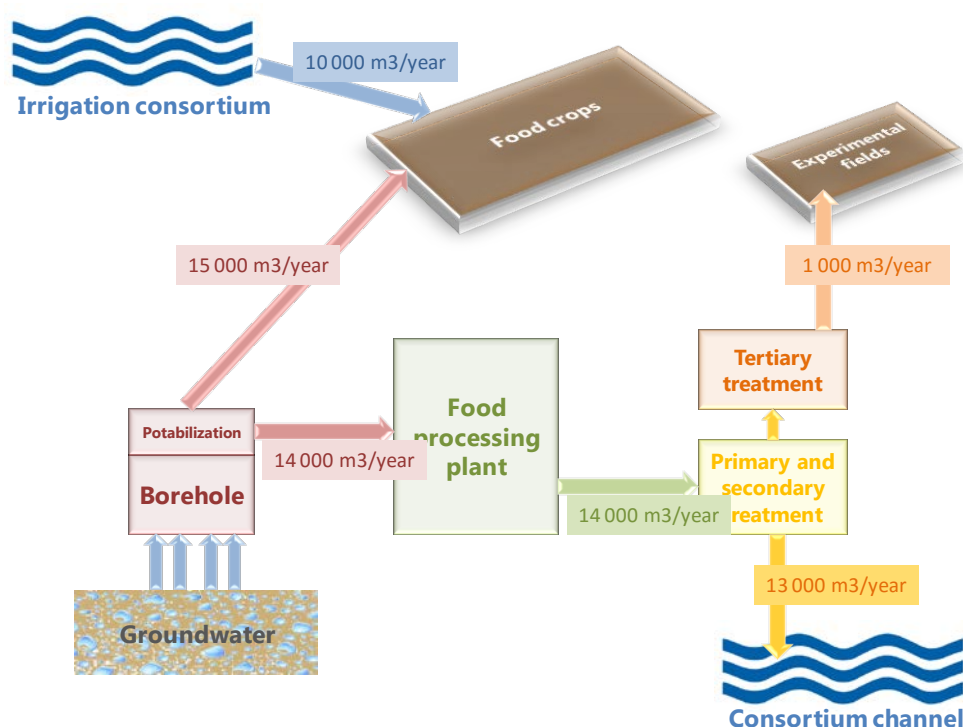 10 000 m3/year
Irrigation consortium
Food crops
Experimental
fields
15 000 m3/year
1 000 m3/year
Tertiary
treatment
Food
processing
plant
Potabilization
14 000 m3/year
Borehole
Primary and
secondary
treatment
14 000 m3/year
13 000 m3/year
Groundwater
Consortium channel